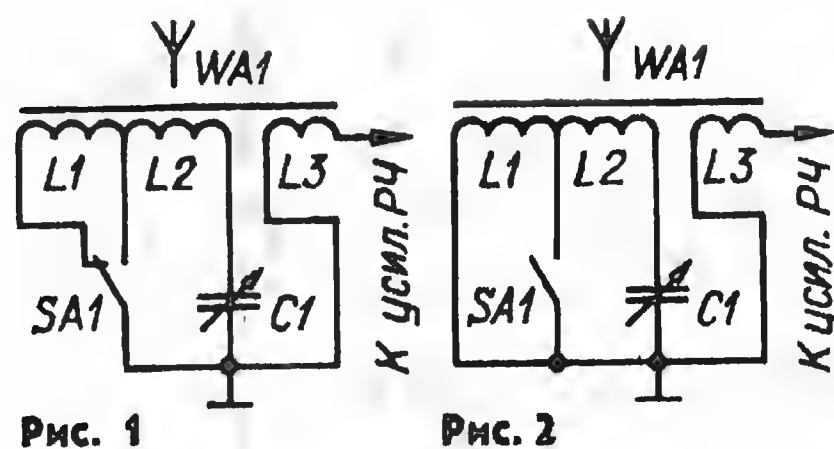 WA1
L1 L2 L3
SA1
C1
К усил. РЧ
Рис. 1
WA1
L1 L2 L3
SA1
C1
К усил. РЧ
Рис. 2